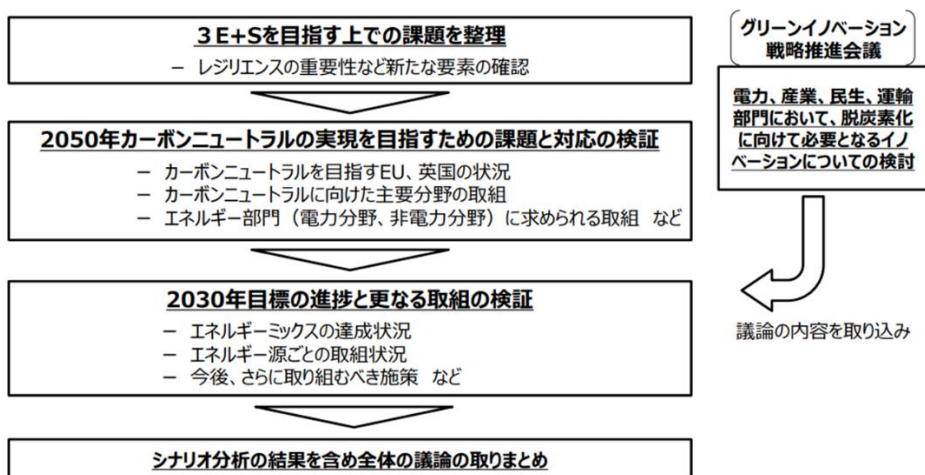 ３E+Sを目指す上での課題を整理
－ レジリエンスの重要性など新たな要素の確認
2050年カーボンニュートラルの実現を目指すための課題と対応の検証
－ カーボンニュートラルを目指すEU、英国の状況
－ カーボンニュートラルに向けた主要分野の取組
－ エネルギー部門（電力分野、非電力分野）に求められる取組 など
2030年目標の進捗と更なる取組の検証
－ エネルギーミックスの達成状況
－ エネルギー源ごとの取組状況
－ 今後、さらに取り組むべき施策 など
シナリオ分析の結果を含め全体の議論の取りまとめ
グリーンイノベーション
戦略推進会議
電力、産業、民生、運輸
部門において、脱炭素化
に向けて必要となるイノ
ベーションについての検討
議論の内容を取り込み